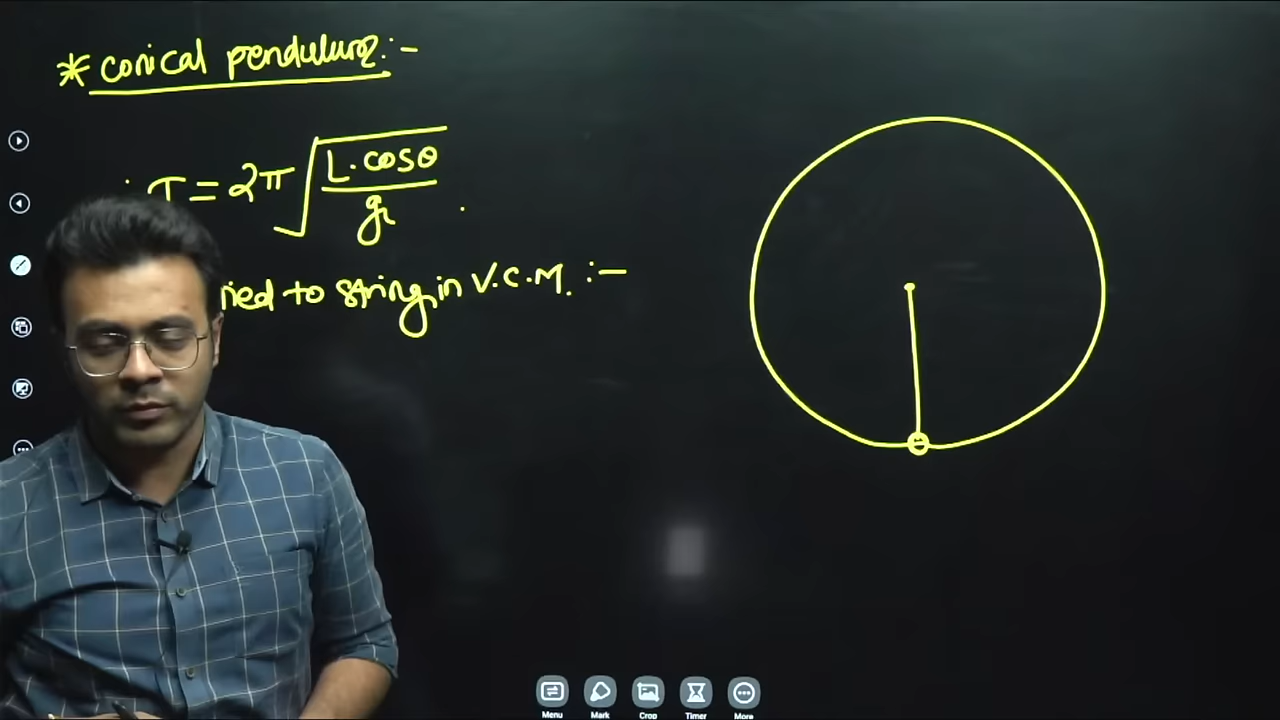 * conical pendulum :-
T = 2π √(L·cosθ / g)
tied to string in V.C.M. :-
Menu Mark Crop Timer More